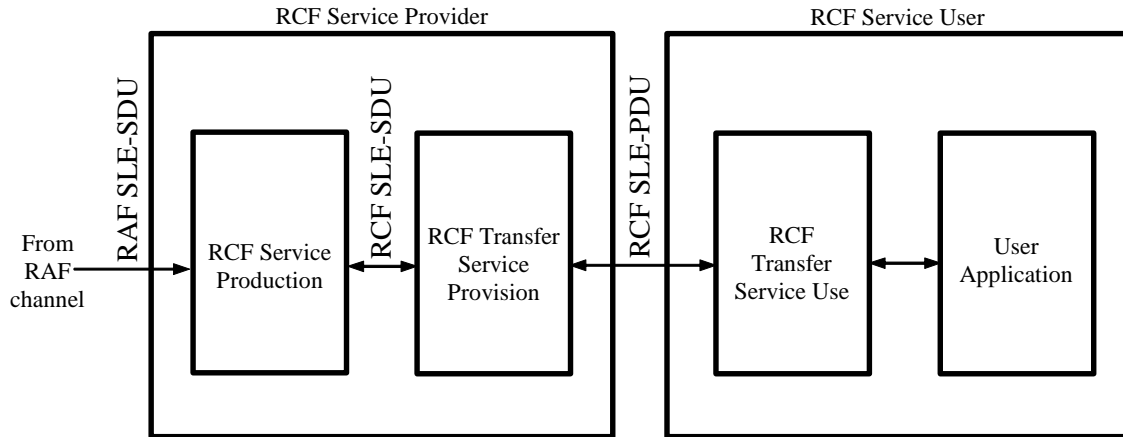 RCF Service Provider
RCF Service User
RAF SLE-SDU
RCF SLE-SDU
RCF SLE-PDU
From
RAF
channel
RCF Service
Production
RCF Transfer
Service
Provision
RCF
Transfer
Service Use
User
Application